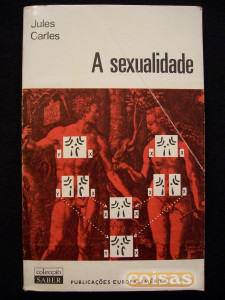 Jules
Carles
A sexualidade
colecção
SABER
PUBLICAÇÕES EUROPA-AMÉRICA
coisas